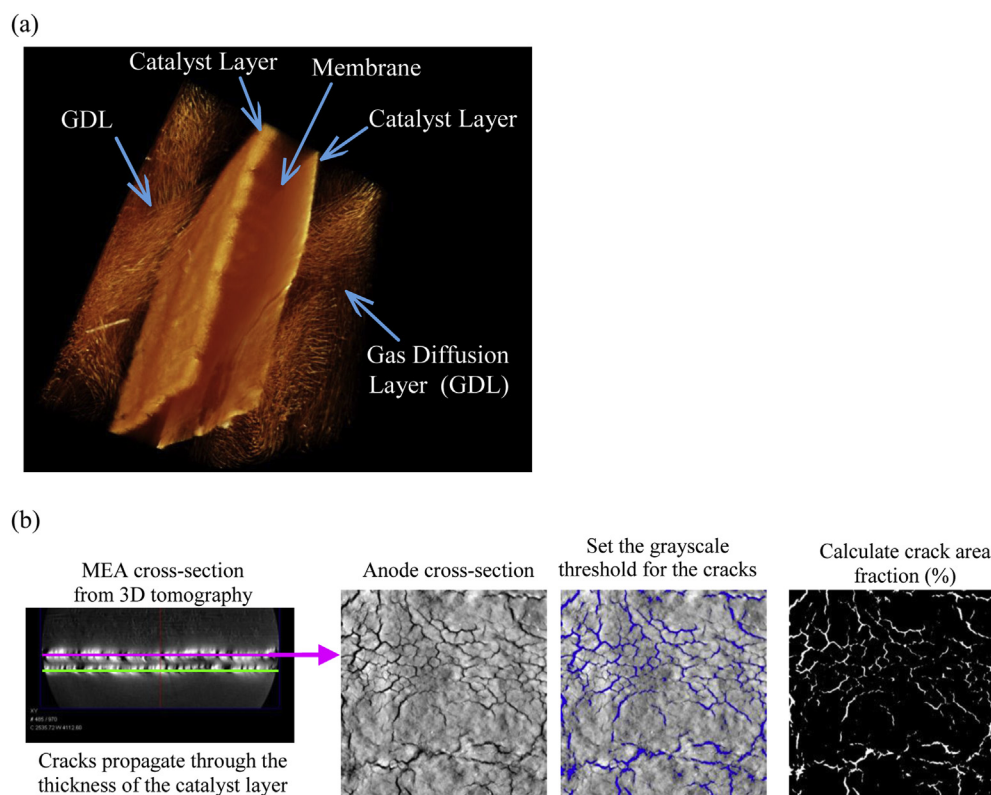 (a)
Catalyst Layer
Membrane
GDL
Catalyst Layer
Gas Diffusion
Layer (GDL)
(b)
MEA cross-section
from 3D tomography
Anode cross-section
Set the grayscale
threshold for the cracks
Calculate crack area
fraction (%)
XY
Cracks propagate through the
thickness of the catalyst layer